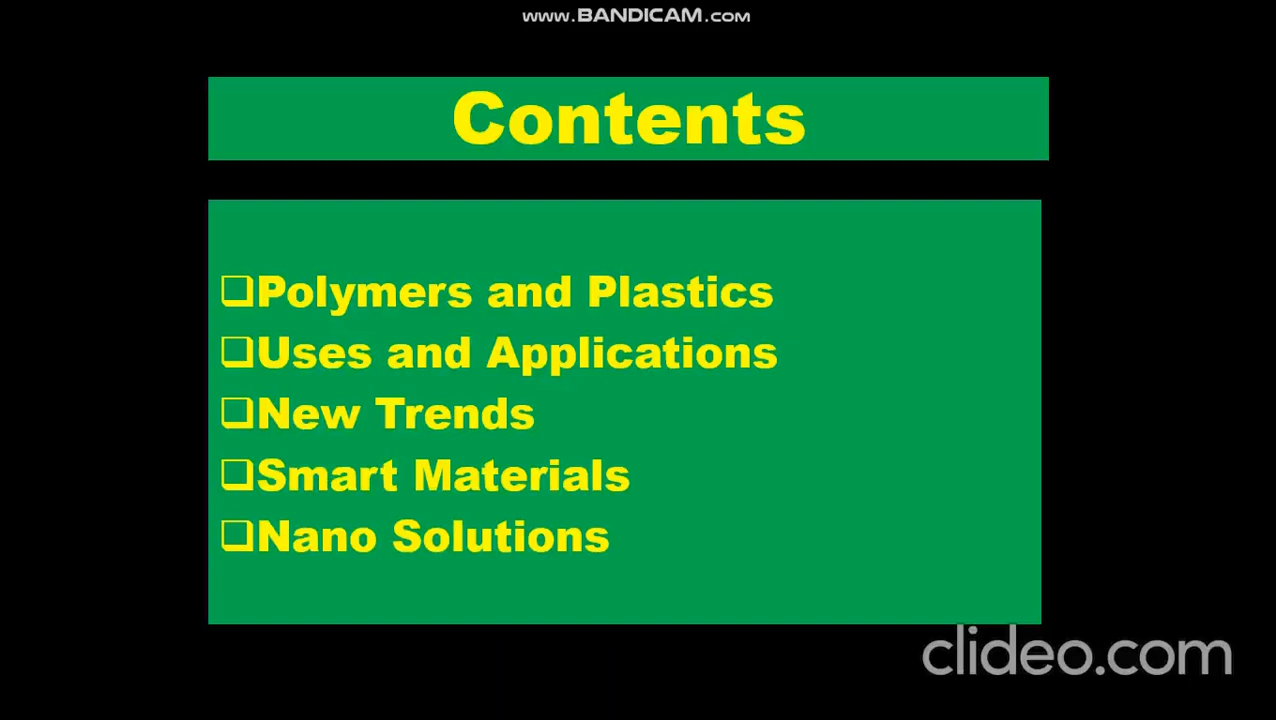 www.BANDICAM.com
Contents
❑Polymers and Plastics
❑Uses and Applications
❑New Trends
❑Smart Materials
❑Nano Solutions
clideo.com